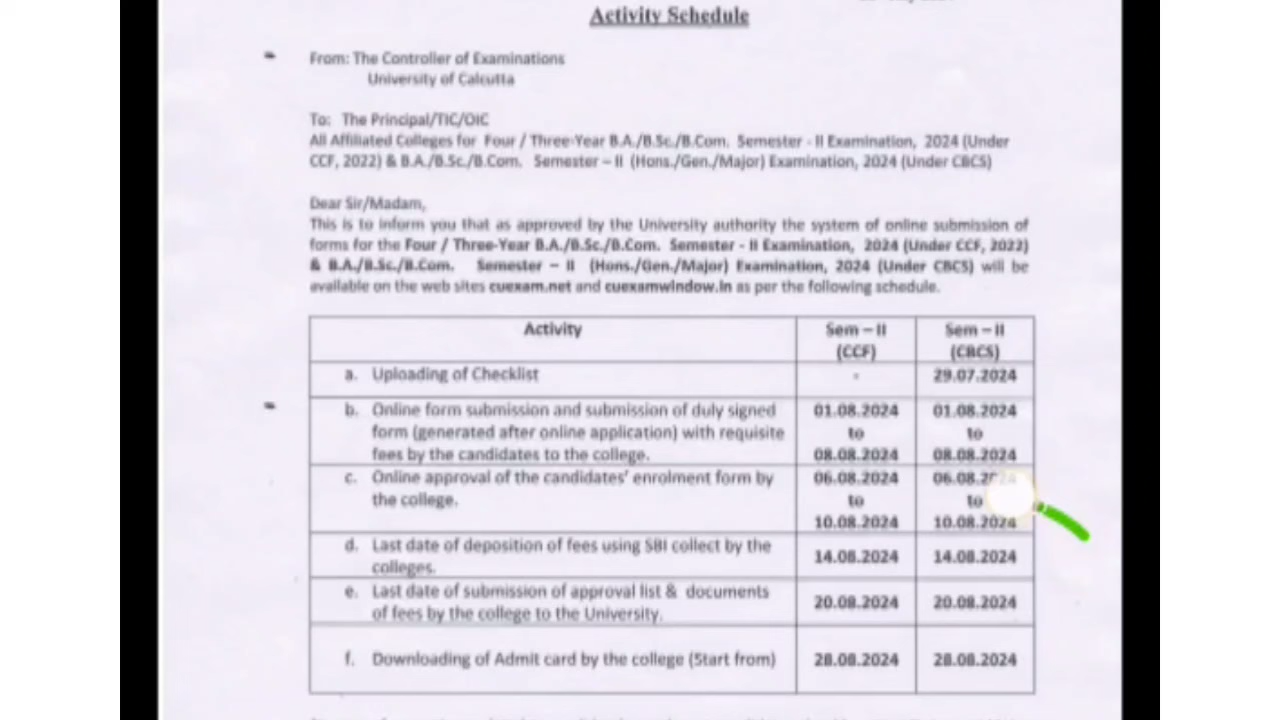 Activity Schedule
From: The Controller of Examinations
University of Calcutta
To: The Principal/TIC/OIC
All Affiliated Colleges for Four / Three-Year B.A./B.Sc./B.Com. Semester - II Examination, 2024 (Under
CCF, 2022) & B.A./B.Sc./B.Com. Semester – II (Hons./Gen./Major) Examination, 2024 (Under CBCS)
Dear Sir/Madam,
This is to inform you that as approved by the University authority the system of online submission of
forms for the Four / Three-Year B.A./B.Sc./B.Com. Semester - II Examination, 2024 (Under CCF, 2022)
& B.A./B.Sc./B.Com. Semester – II (Hons./Gen./Major) Examination, 2024 (Under CBCS) will be
available on the web sites cuexam.net and cuexamwindow.in as per the following schedule.
Activity Sem – II Sem – II
(CCF) (CBCS)
a. Uploading of Checklist - 29.07.2024
b. Online form submission and submission of duly signed 01.08.2024 01.08.2024
form (generated after online application) with requisite to to
fees by the candidates to the college. 08.08.2024 08.08.2024
c. Online approval of the candidates' enrolment form by 06.08.2024
the college. to to
10.08.2024 10.08.2024
d. Last date of deposition of fees using SBI collect by the 14.08.2024 14.08.2024
colleges.
e. Last date of submission of approval list & documents 20.08.2024 20.08.2024
of fees by the college to the University.
f. Downloading of Admit card by the college (Start from) 28.08.2024 28.08.2024